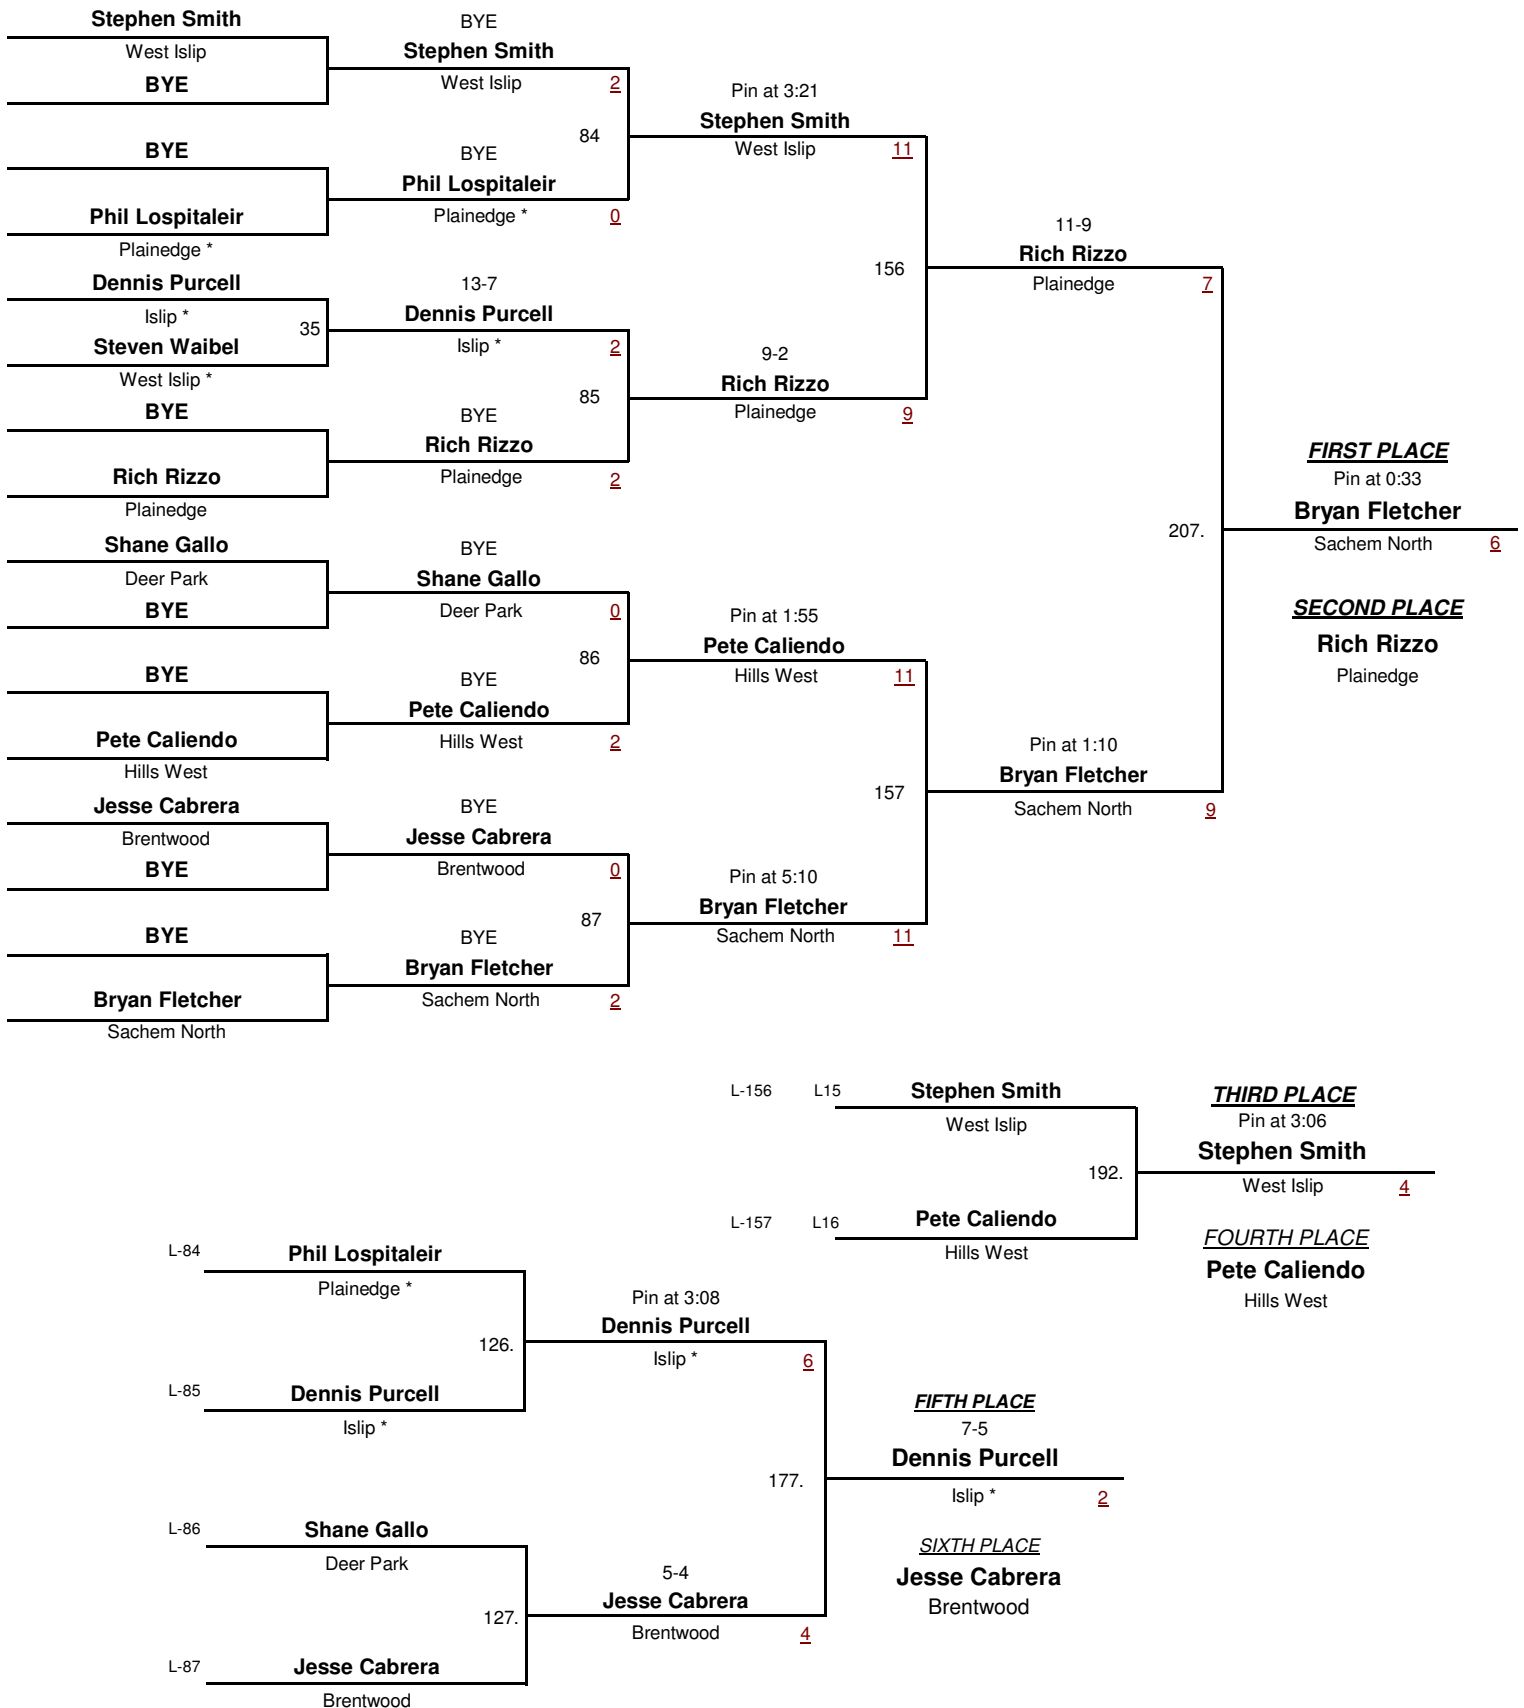 Stephen Smith
West Islip
BYE
BYE
Phil Lospitaleir
Plainedge *
Dennis Purcell
Islip *
35
Steven Waibel
West Islip *
BYE
Rich Rizzo
Plainedge
Shane Gallo
Deer Park
BYE
BYE
Pete Caliendo
Hills West
Jesse Cabrera
Brentwood
BYE
BYE
Bryan Fletcher
Sachem North
BYE
Stephen Smith
West Islip
2
84
BYE
Phil Lospitaleir
Plainedge *
0
13-7
Dennis Purcell
Islip *
2
85
BYE
Rich Rizzo
Plainedge
2
BYE
Shane Gallo
Deer Park
0
86
BYE
Pete Caliendo
Hills West
2
BYE
Jesse Cabrera
Brentwood
0
87
BYE
Bryan Fletcher
Sachem North
2
Pin at 3:21
Stephen Smith
West Islip
11
156
9-2
Rich Rizzo
Plainedge
9
Pin at 1:55
Pete Caliendo
Hills West
11
157
Pin at 5:10
Bryan Fletcher
Sachem North
11
11-9
Rich Rizzo
Plainedge
7
207.
Pin at 1:10
Bryan Fletcher
Sachem North
9
FIRST PLACE
Pin at 0:33
Bryan Fletcher
Sachem North
6
SECOND PLACE
Rich Rizzo
Plainedge
L-156
L15
Stephen Smith
West Islip
192.
L-157
L16
Pete Caliendo
Hills West
THIRD PLACE
Pin at 3:06
Stephen Smith
West Islip
4
FOURTH PLACE
Pete Caliendo
Hills West
L-84
Phil Lospitaleir
Plainedge *
126.
L-85
Dennis Purcell
Islip *
L-86
Shane Gallo
Deer Park
127.
L-87
Jesse Cabrera
Brentwood
Pin at 3:08
Dennis Purcell
Islip *
6
177.
5-4
Jesse Cabrera
Brentwood
4
FIFTH PLACE
7-5
Dennis Purcell
Islip *
2
SIXTH PLACE
Jesse Cabrera
Brentwood